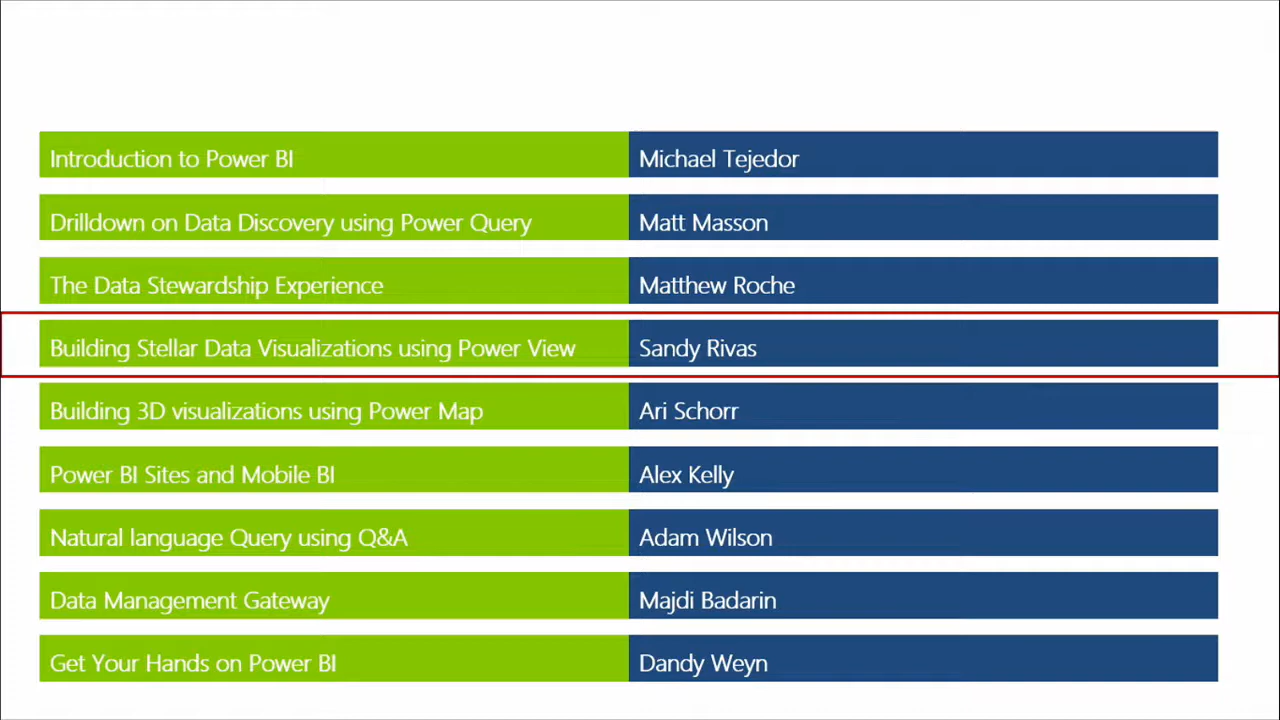 Introduction to Power BI Michael Tejedor
Drilldown on Data Discovery using Power Query Matt Masson
The Data Stewardship Experience Matthew Roche
Building Stellar Data Visualizations using Power View Sandy Rivas
Building 3D visualizations using Power Map Ari Schorr
Power BI Sites and Mobile BI Alex Kelly
Natural language Query using Q&A Adam Wilson
Data Management Gateway Majdi Badarin
Get Your Hands on Power BI Dandy Weyn